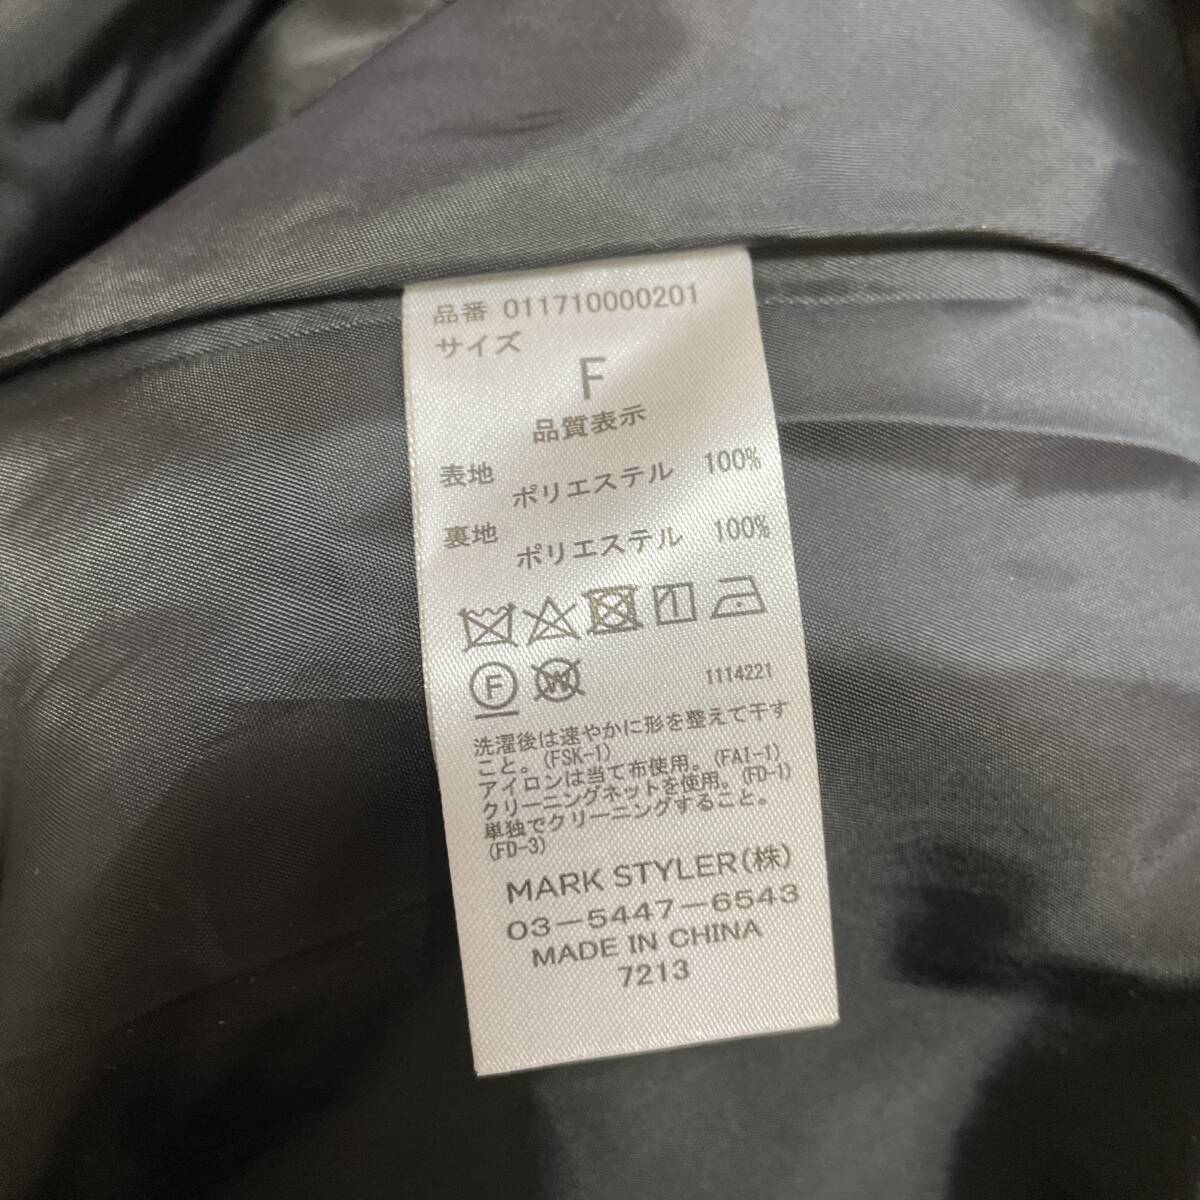 品番 011710000201
サイズ
F
品質表示
表地 ポリエステル 100%
裏地 ポリエステル 100%
F W
1114221
洗濯後は速やかに形を整えて干す
こと。(FSK-1)
アイロンは当て布使用。(FAI-1)
クリーニングネットを使用。(FD-1)
単独でクリーニングすること。
(FD-3)
MARK STYLER(株)
03-5447-6543
MADE IN CHINA
7213